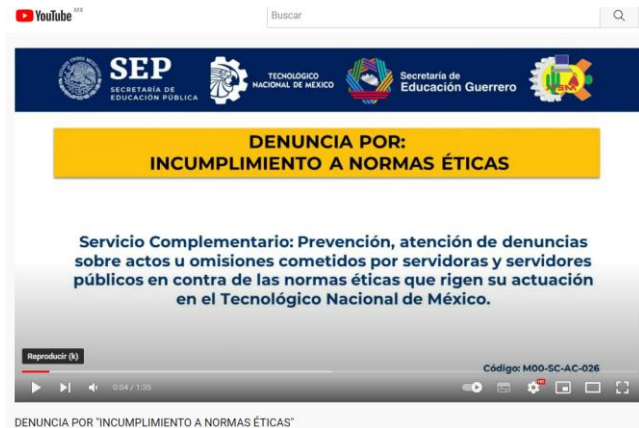 YouTube MX
Buscar
SEP
SECRETARÍA DE
EDUCACIÓN PÚBLICA
TECNOLÓGICO
NACIONAL DE MÉXICO
Secretaría de
Educación Guerrero
DENUNCIA POR:
INCUMPLIMIENTO A NORMAS ÉTICAS
Servicio Complementario: Prevención, atención de denuncias
sobre actos u omisiones cometidos por servidoras y servidores
públicos en contra de las normas éticas que rigen su actuación
en el Tecnológico Nacional de México.
Reproducir (k)
Código: M00-SC-AC-026
0:04 / 1:35
HD
DENUNCIA POR "INCUMPLIMIENTO A NORMAS ÉTICAS"